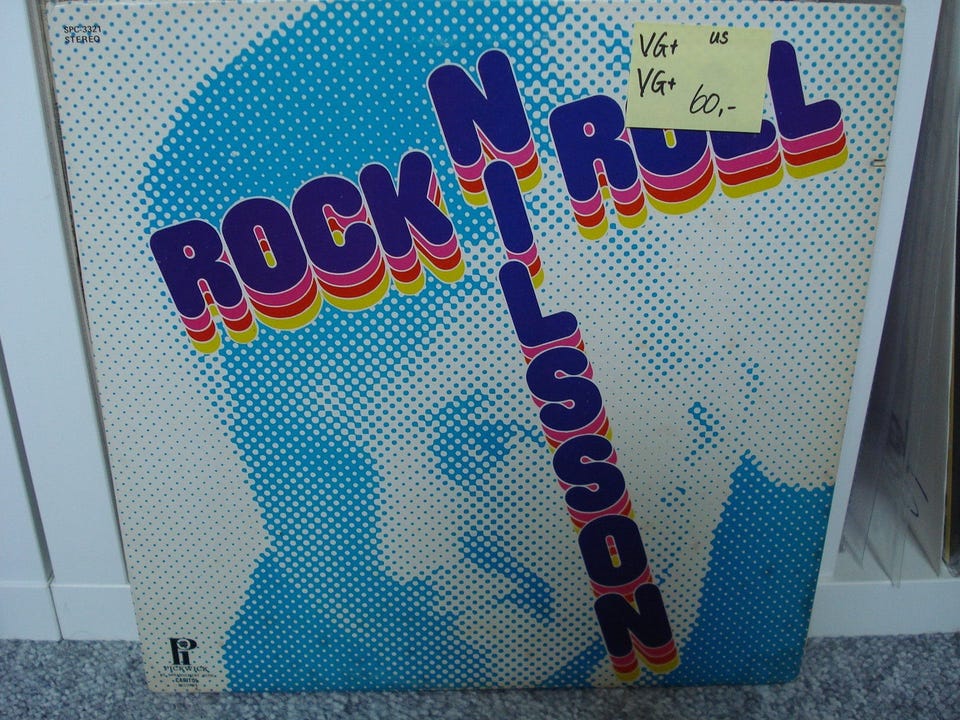 SPC-3321
STEREO
VG+ us
VG+
60,-
ROCK N ROLL
NILSSON
PICKWICK